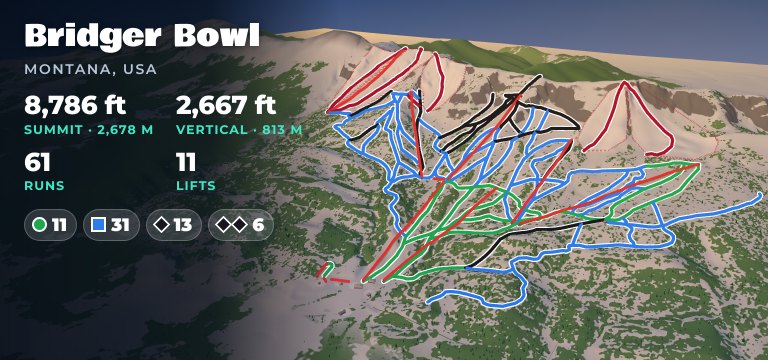 Bridger Bowl
MONTANA, USA
8,786 ft 2,667 ft
SUMMIT · 2,678 M VERTICAL · 813 M
61 11
RUNS LIFTS
11 31 13 6